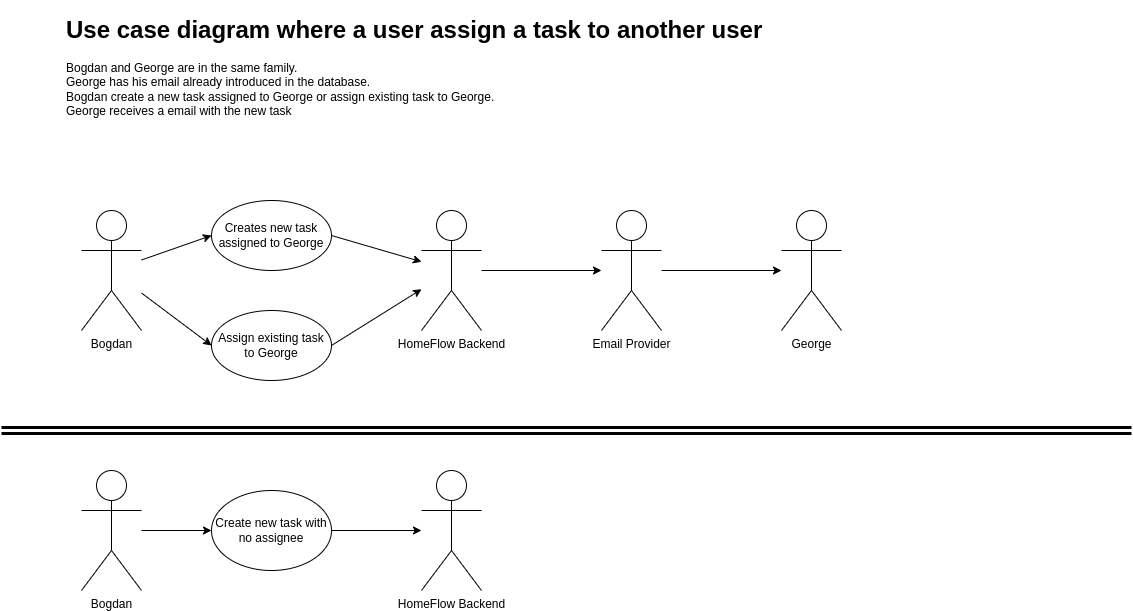 Use case diagram where a user assign a task to another user
Bogdan and George are in the same family.
George has his email already introduced in the database.
Bogdan create a new task assigned to George or assign existing task to George.
George receives a email with the new task
Creates new task
assigned to George
Assign existing task
to George
Bogdan
HomeFlow Backend
Email Provider
George
Create new task with
no assignee
Bogdan
HomeFlow Backend